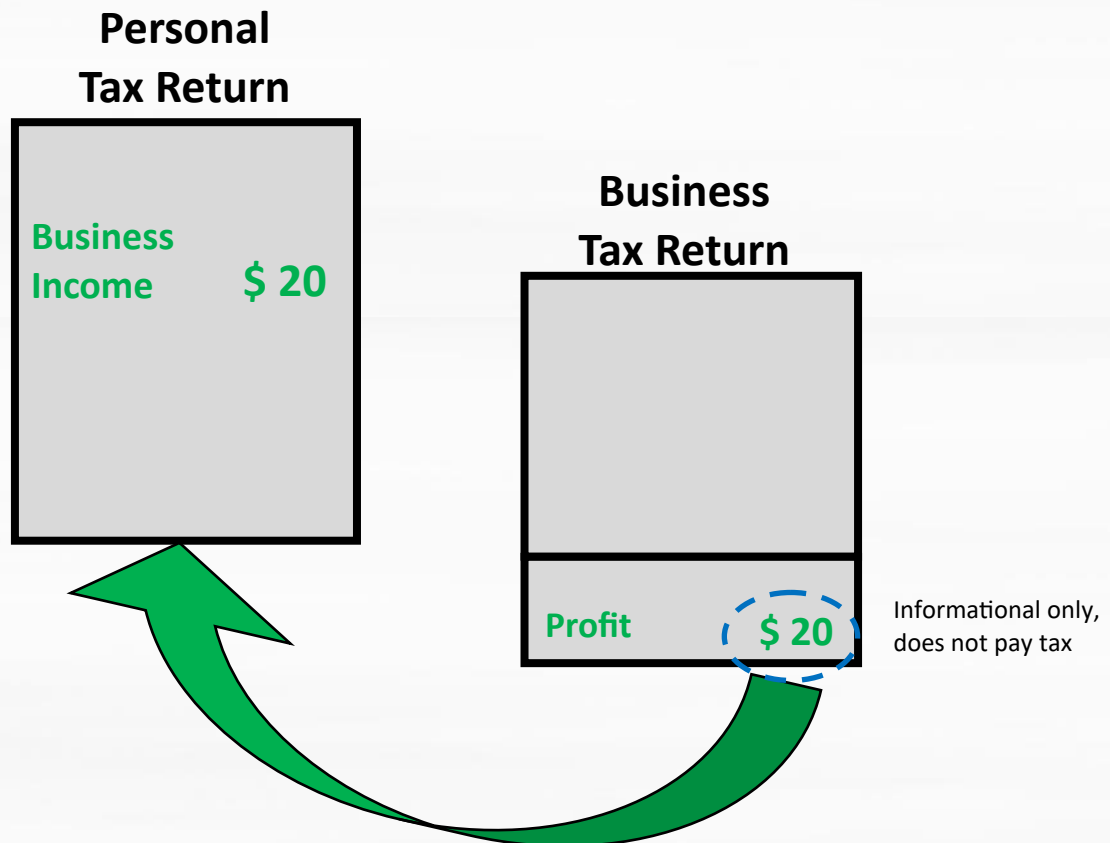 Personal
Tax Return
Business
Income $ 20
Business
Tax Return
Profit $ 20
Informational only,
does not pay tax